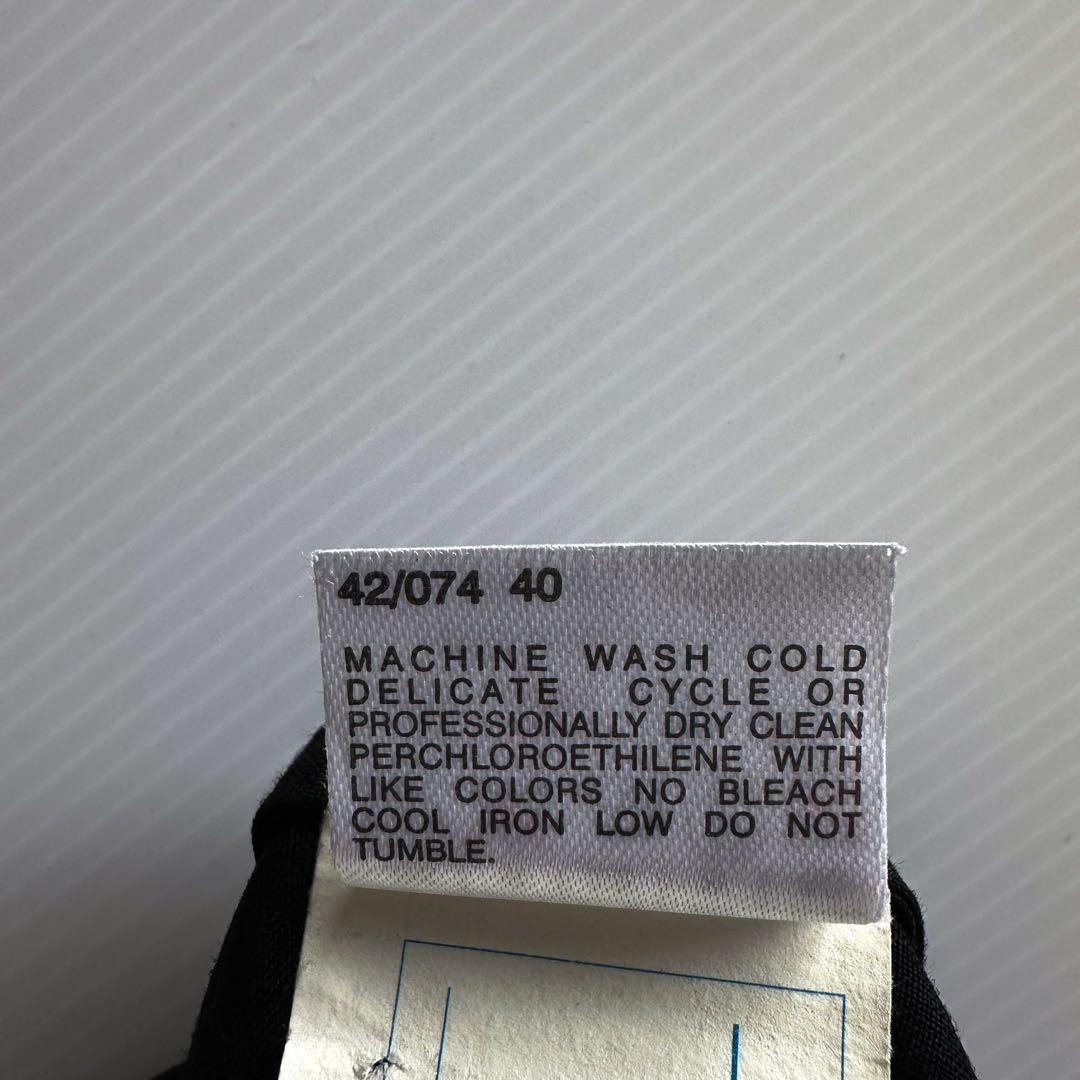 42/074 40
MACHINE WASH COLD
DELICATE CYCLE OR
PROFESSIONALLY DRY CLEAN
PERCHLOROETHILENE WITH
LIKE COLORS NO BLEACH
COOL IRON LOW DO NOT
TUMBLE.